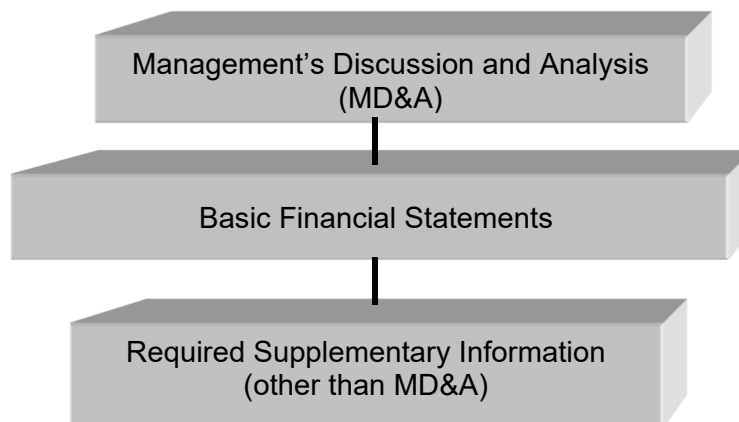 Management’s Discussion and Analysis
(MD&A)
Basic Financial Statements
Required Supplementary Information
(other than MD&A)